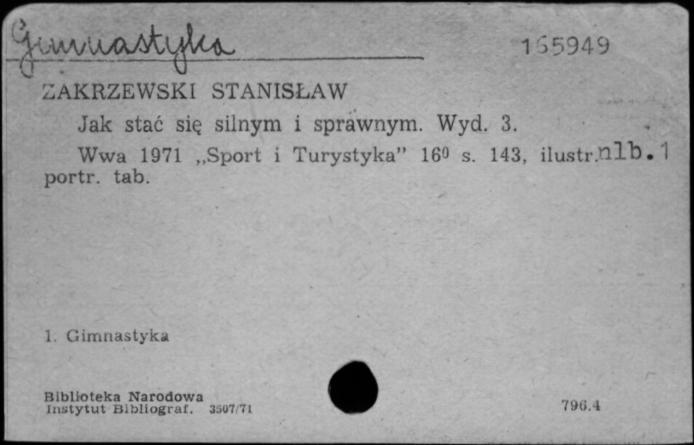 Gimnastyka
165949
ZAKRZEWSKI STANISŁAW
Jak stać się silnym i sprawnym. Wyd. 3.
Wwa 1971 „Sport i Turystyka” 16⁰ s. 143, ilustr. nlb. 1
portr. tab.
1. Gimnastyka
Biblioteka Narodowa
Instytut Bibliograf. 3507/71
796.4